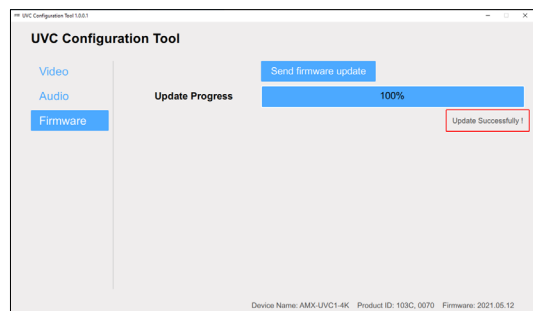 UVC Configuration Tool 1.0.0.1
UVC Configuration Tool
Video
Send firmware update
Audio
Update Progress
100%
Firmware
Update Successfully !
Device Name: AMX-UVC1-4K Product ID: 103C, 0070 Firmware: 2021.05.12